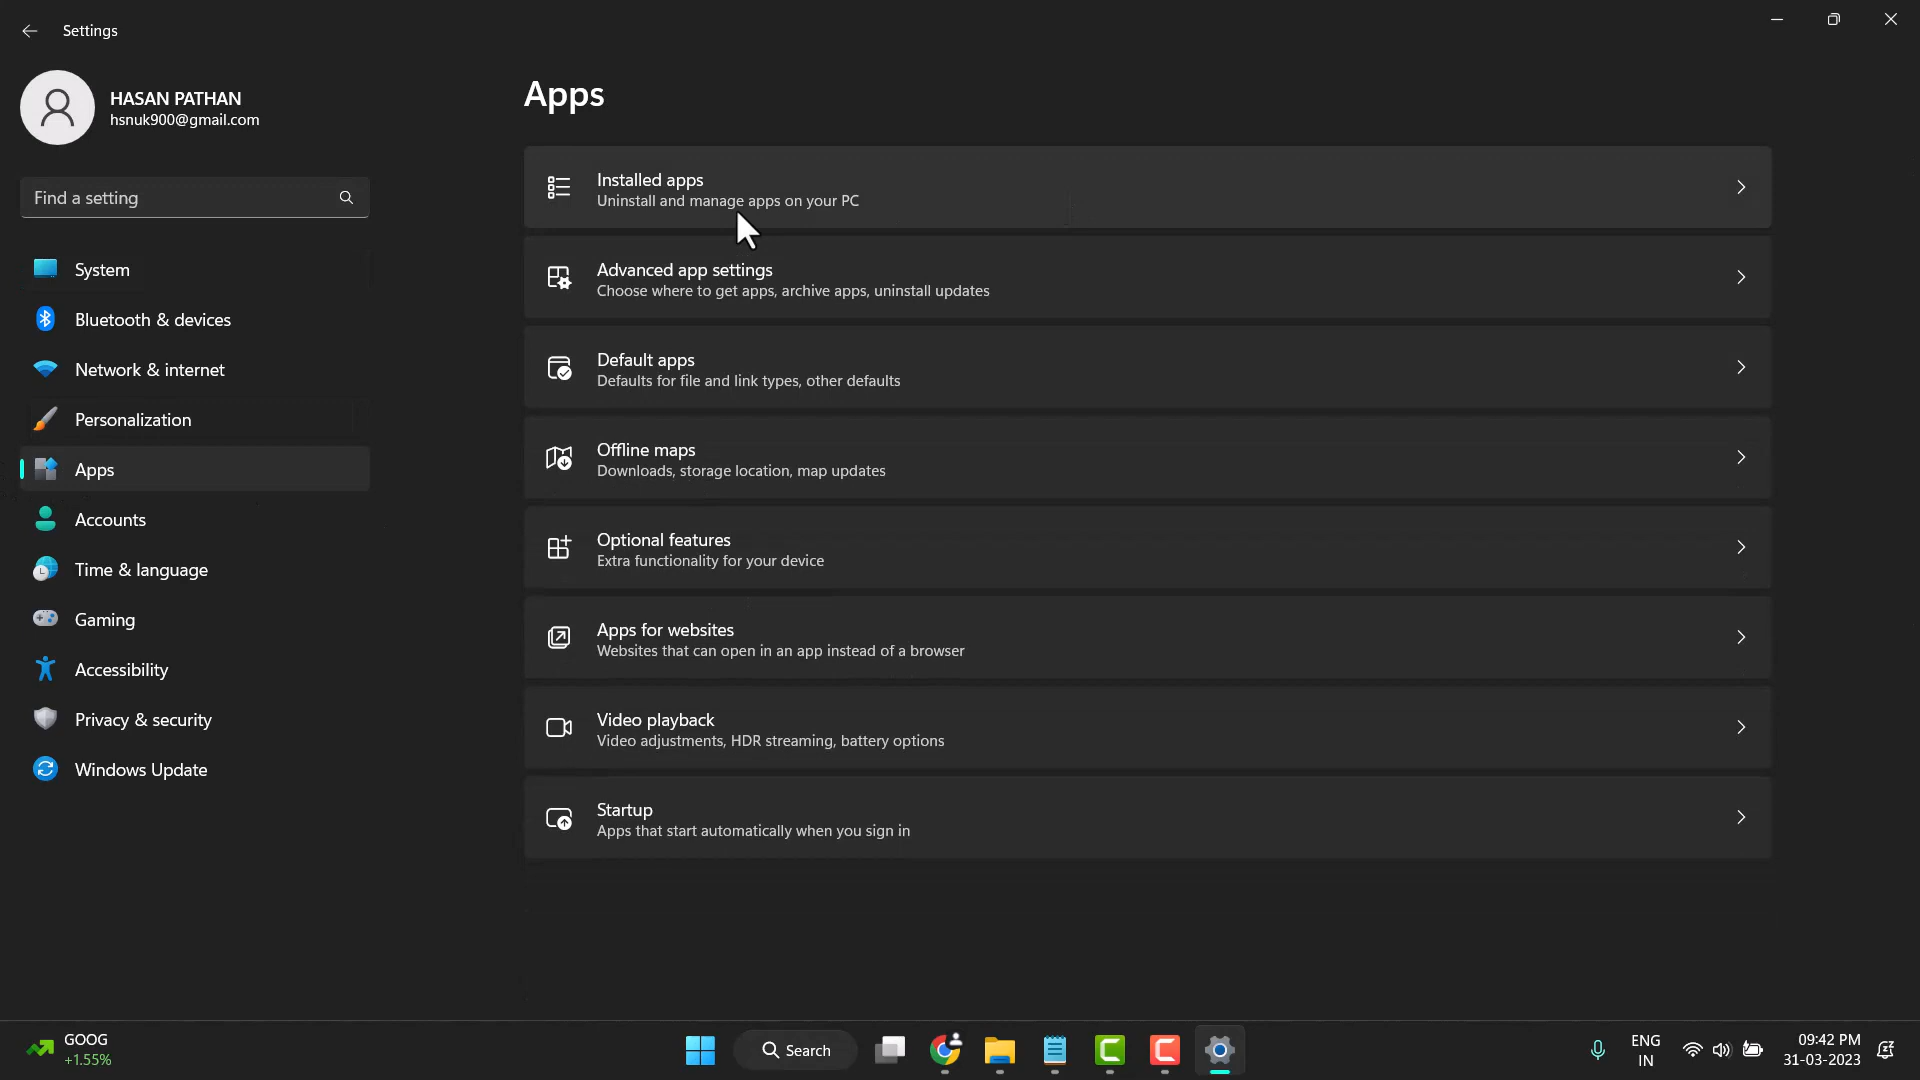 Settings
HASAN PATHAN
hsnuk900@gmail.com
Find a setting
System
Bluetooth & devices
Network & internet
Personalization
Apps
Accounts
Time & language
Gaming
Accessibility
Privacy & security
Windows Update
Apps
Installed apps
Uninstall and manage apps on your PC
Advanced app settings
Choose where to get apps, archive apps, uninstall updates
Default apps
Defaults for file and link types, other defaults
Offline maps
Downloads, storage location, map updates
Optional features
Extra functionality for your device
Apps for websites
Websites that can open in an app instead of a browser
Video playback
Video adjustments, HDR streaming, battery options
Startup
Apps that start automatically when you sign in
GOOG
+1.55%
Search
ENG
IN
09:42 PM
31-03-2023